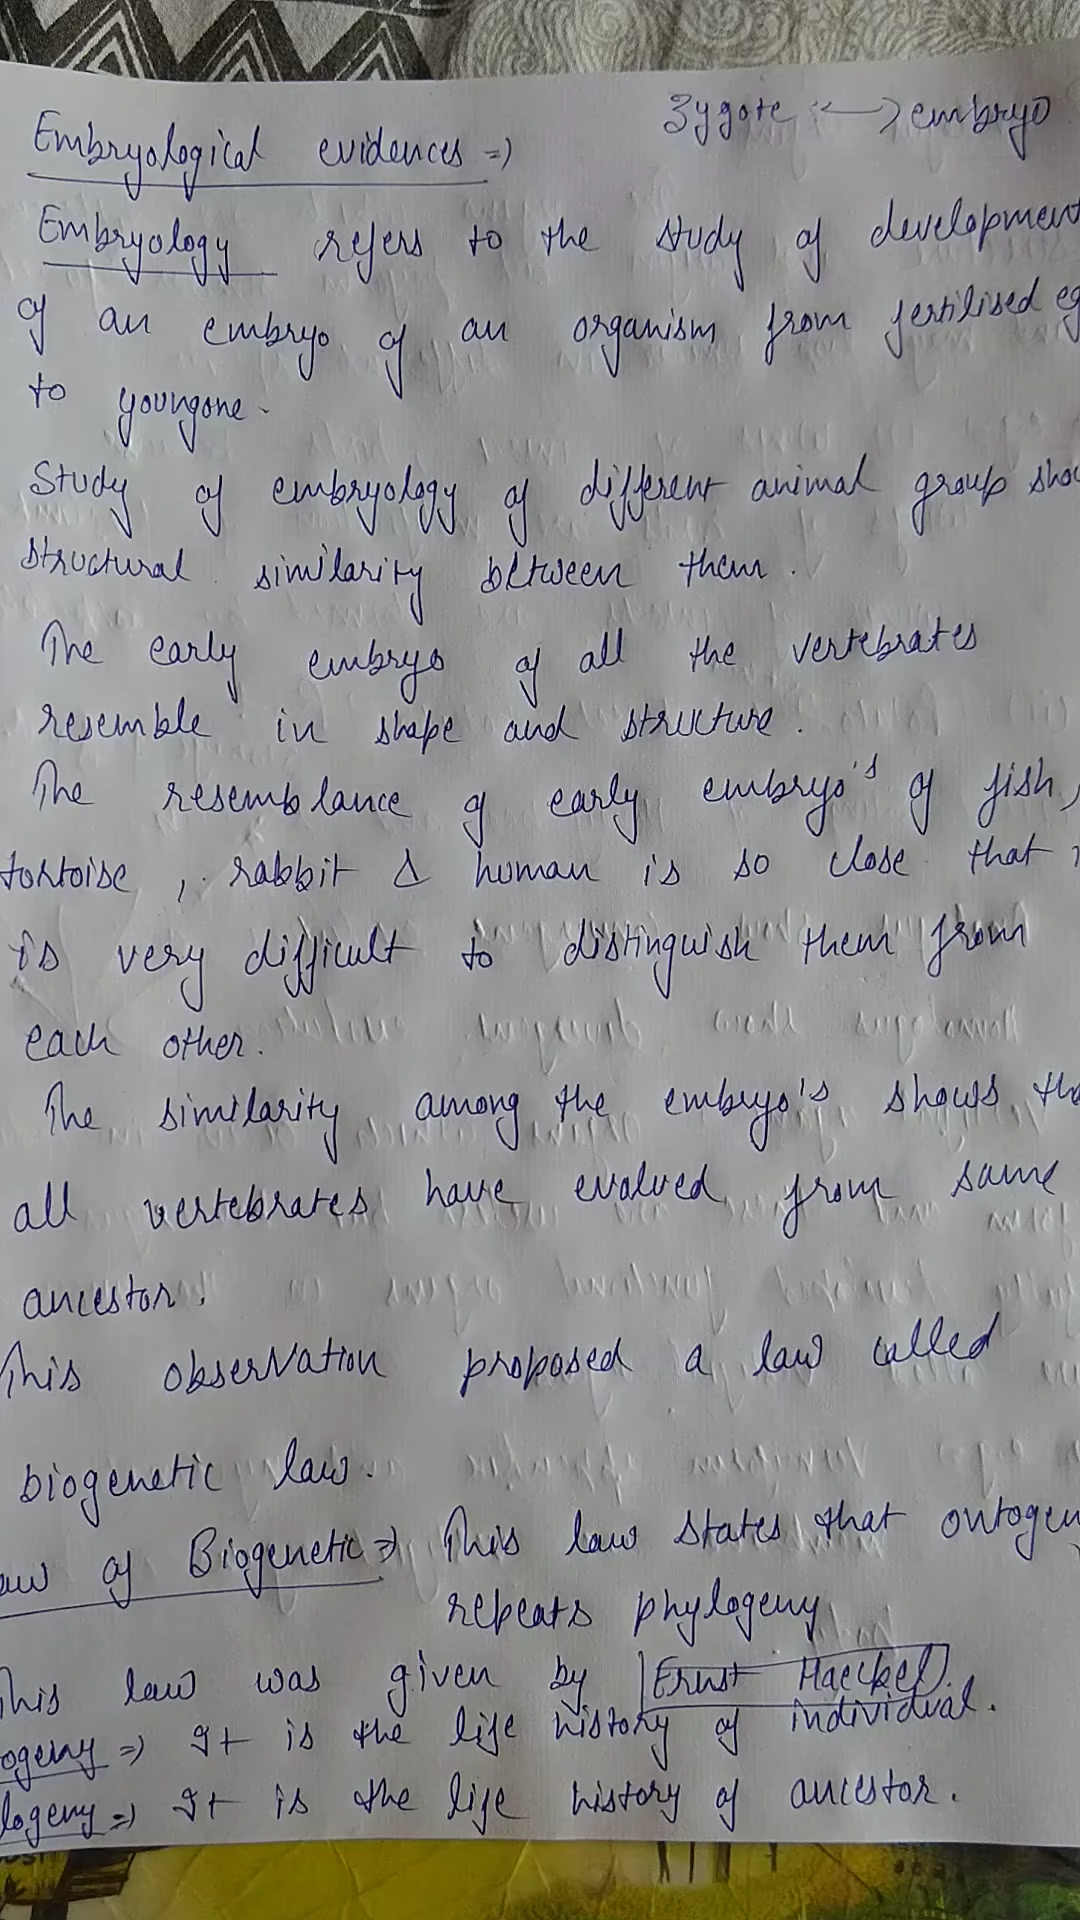 Zygote <--> embryo
Embryological evidences =>
Embryology refers to the study of development
of an embryo of an organism from fertilised eg
to youngone.
Study of embryology of different animal group sho
structural similarity between them.
The early embryo of all the vertebrates
resemble in shape and structure.
The resemblance of early embryo's of fish,
tortoise, rabbit & human is so close that i
is very difficult to distinguish them from
each other.
The similarity among the embryo's shows tha
all vertebrates have evolved from same
ancestor.
This observation proposed a law called
biogenetic law.
aw of Biogenetic => This law states that ontogen
repeats phylogeny
This law was given by Ernst Haeckel.
ogeny => It is the life history of individual.
logeny => It is the life history of ancestor.